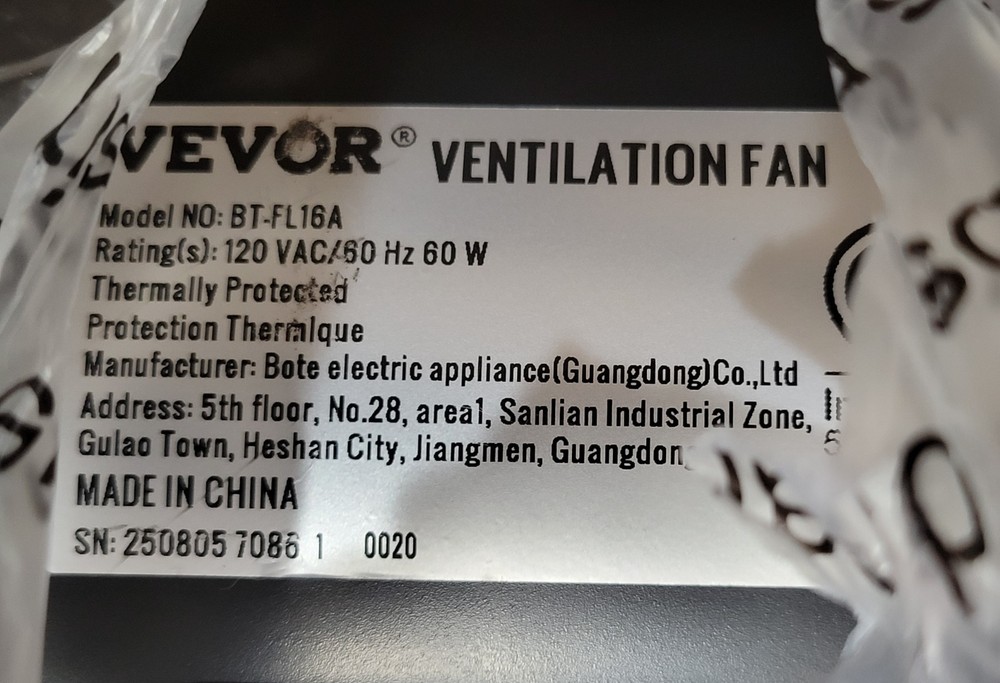 VEVOR® VENTILATION FAN
Model NO: BT-FL16A
Rating(s): 120 VAC/60 Hz 60 W
Thermally Protected
Protection Thermique
Manufacturer: Bote electric appliance(Guangdong)Co.,Ltd
Address: 5th floor, No.28, area1, Sanlian Industrial Zone,
Gulao Town, Heshan City, Jiangmen,
MADE IN CHINA
SN: 250805 7086 1 0020